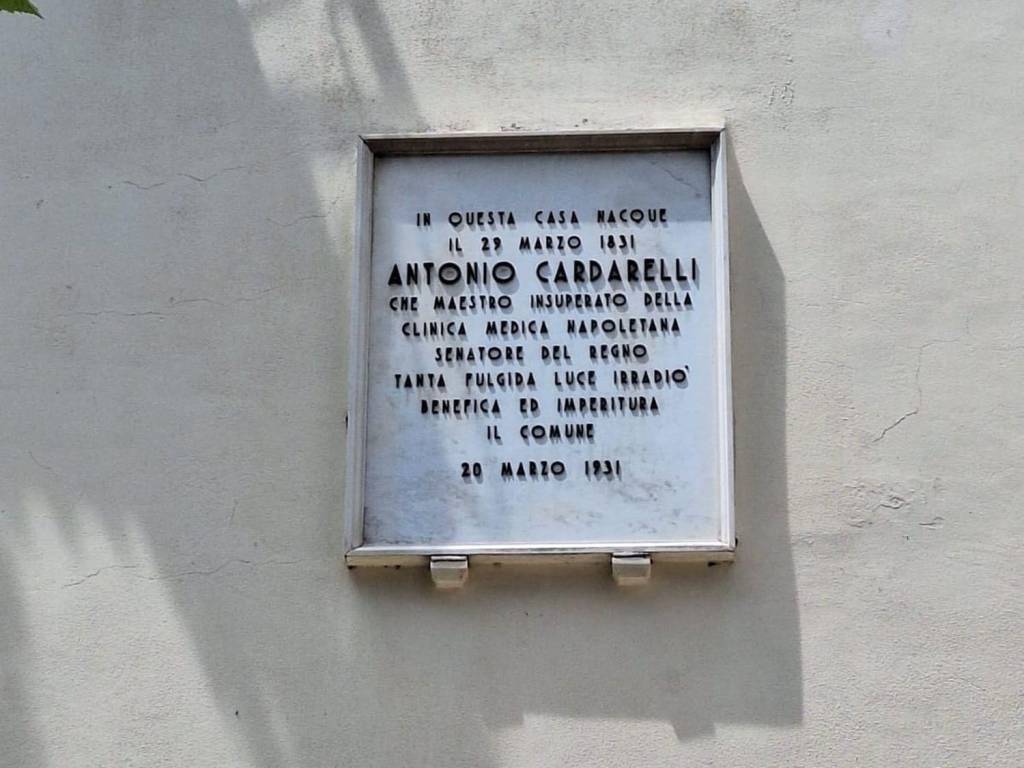 IN QUESTA CASA NACQUE
IL 29 MARZO 1831
ANTONIO CARDARELLI
CHE MAESTRO INSUPERATO DELLA
CLINICA MEDICA NAPOLETANA
SENATORE DEL REGNO
TANTA FULGIDA LUCE IRRADIO'
BENEFICA ED IMPERITURA
IL COMUNE
20 MARZO 1931